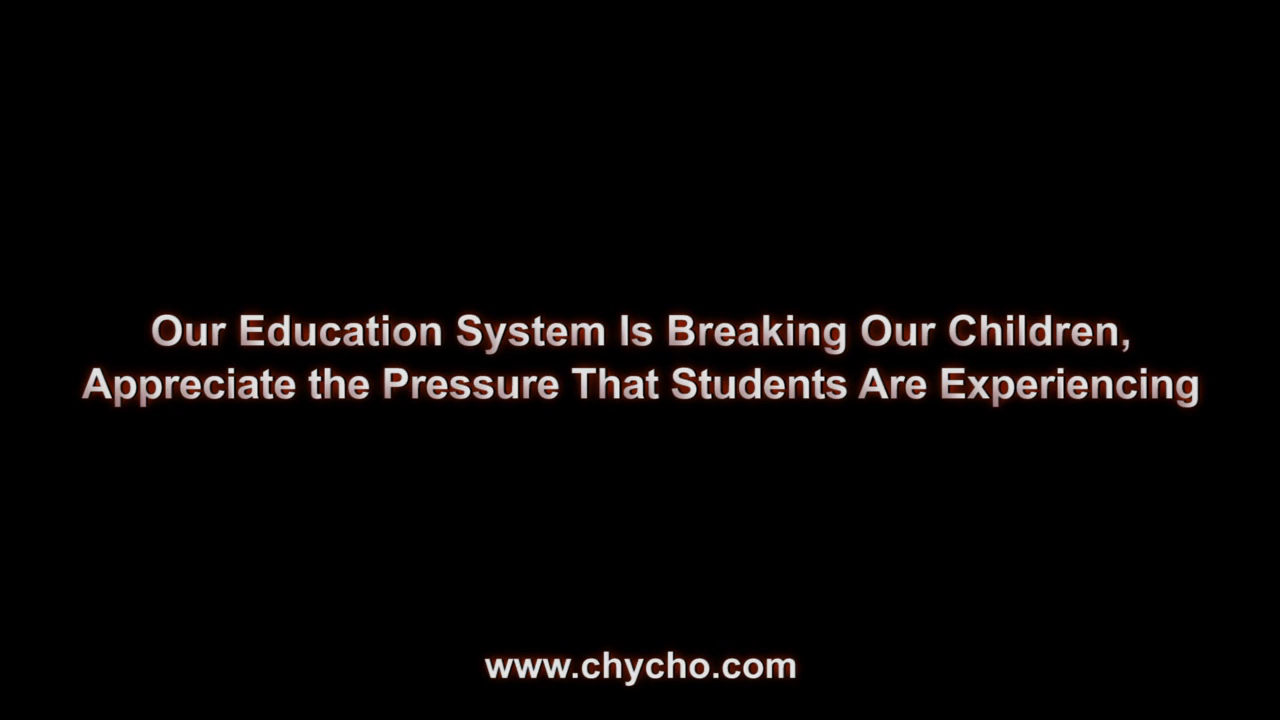 Our Education System Is Breaking Our Children,
Appreciate the Pressure That Students Are Experiencing
www.chycho.com